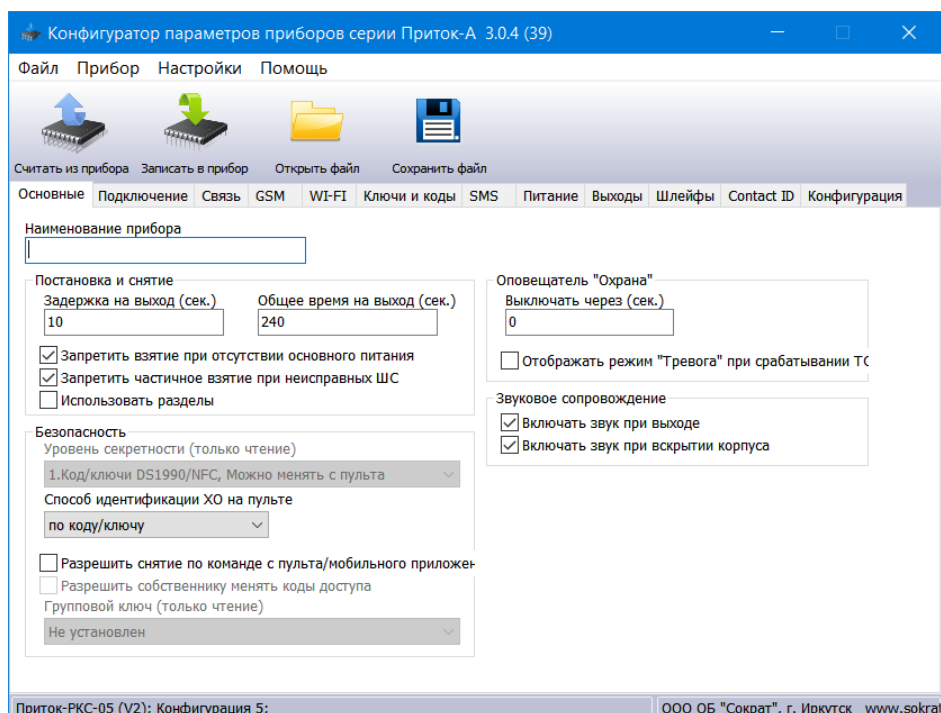 Конфигуратор параметров приборов серии Приток-А 3.0.4 (39)
Файл Прибор Настройки Помощь
Считать из прибора Записать в прибор Открыть файл Сохранить файл
Основные Подключение Связь GSM WI-FI Ключи и коды SMS Питание Выходы Шлейфы Contact ID Конфигурация
Наименование прибора
Постановка и снятие
Задержка на выход (сек.) Общее время на выход (сек.)
10 240
Запретить взятие при отсутствии основного питания
Запретить частичное взятие при неисправных ШС
Использовать разделы
Безопасность
Уровень секретности (только чтение)
1.Код/ключи DS1990/NFC, Можно менять с пульта
Способ идентификации ХО на пульте
по коду/ключу
Разрешить снятие по команде с пульта/мобильного приложен
Разрешить собственнику менять коды доступа
Групповой ключ (только чтение)
Не установлен
Оповещатель "Охрана"
Выключать через (сек.)
0
Отображать режим "Тревога" при срабатывании ТС
Звуковое сопровождение
Включать звук при выходе
Включать звук при вскрытии корпуса
Приток-РКС-05 (V2); Конфигурация 5; ООО ОБ "Сократ", г. Иркутск www.sokrat